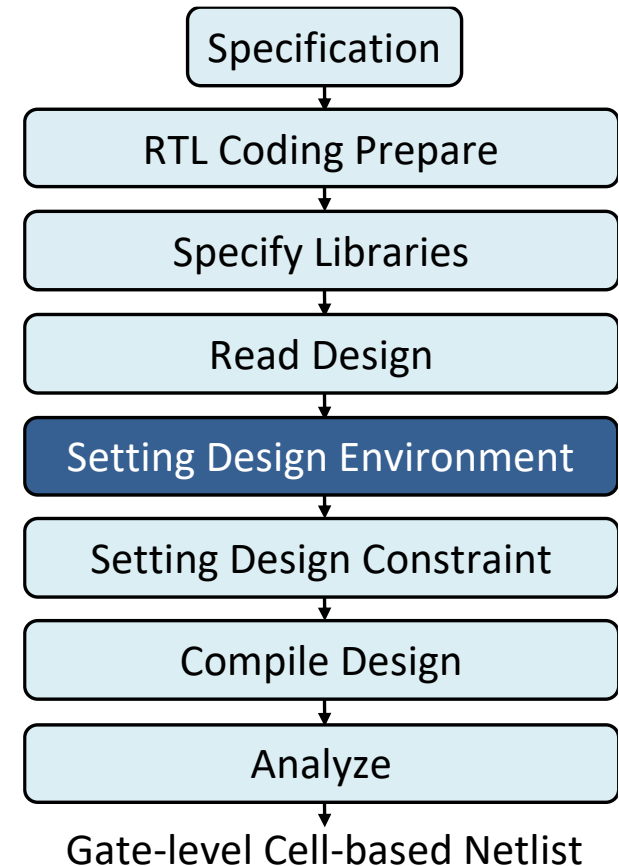 Specification
RTL Coding Prepare
Specify Libraries
Read Design
Setting Design Environment
Setting Design Constraint
Compile Design
Analyze
Gate-level Cell-based Netlist